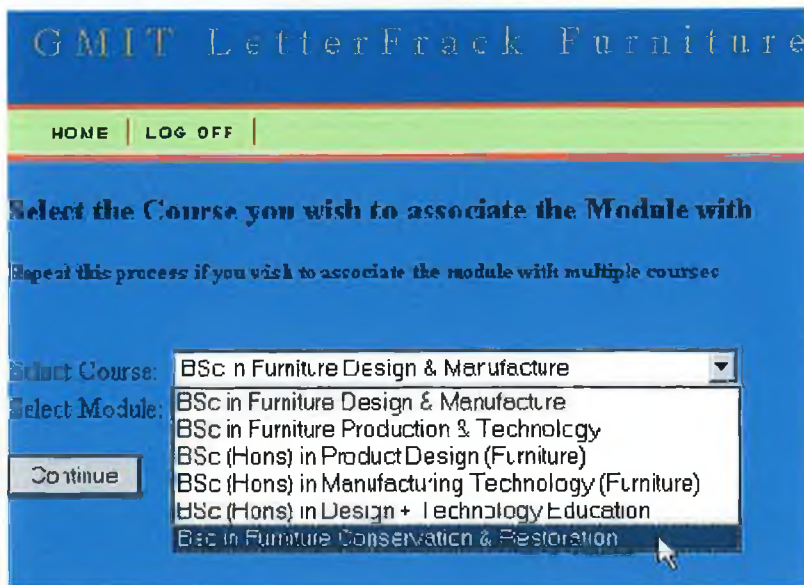 GMIT LetterFrack Furniture
HOME LOG OFF
Select the Course you wish to associate the Module with
Repeat this process if you wish to associate the module with multiple courses
Select Course: BSc in Furniture Design & Manufacture
Select Module:
BSc in Furniture Design & Manufacture
BSc in Furniture Production & Technology
BSc (Hons) in Product Design (Furniture)
BSc (Hons) in Manufacturing Technology (Furniture)
Continue
BSc (Hons) in Design + Technology Education
Bsc in Furniture Conservation & Restoration